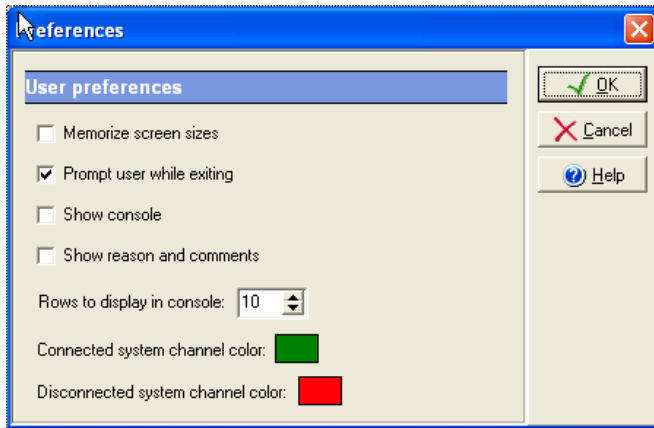 Preferences
User preferences
Memorize screen sizes
Prompt user while exiting
Show console
Show reason and comments
Rows to display in console: 10
Connected system channel color:
Disconnected system channel color:
OK
Cancel
Help